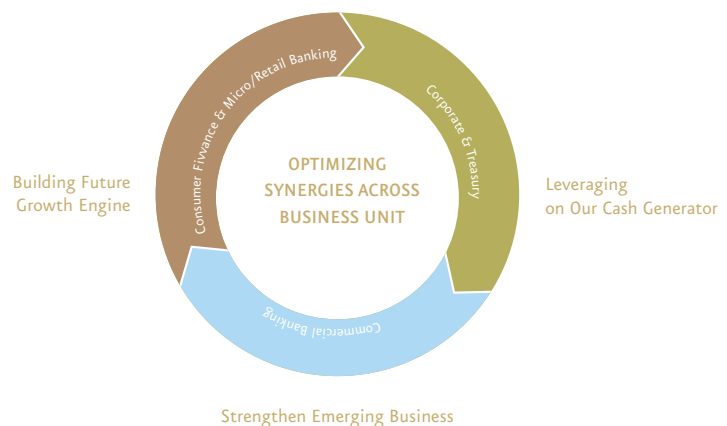 Consumer Fivvance & Micro/Retail Banking
Corporate & Treasury
OPTIMIZING
SYNERGIES ACROSS
BUSINESS UNIT
Building Future
Growth Engine
Leveraging
on Our Cash Generator
Commercial Banking
Strengthen Emerging Business